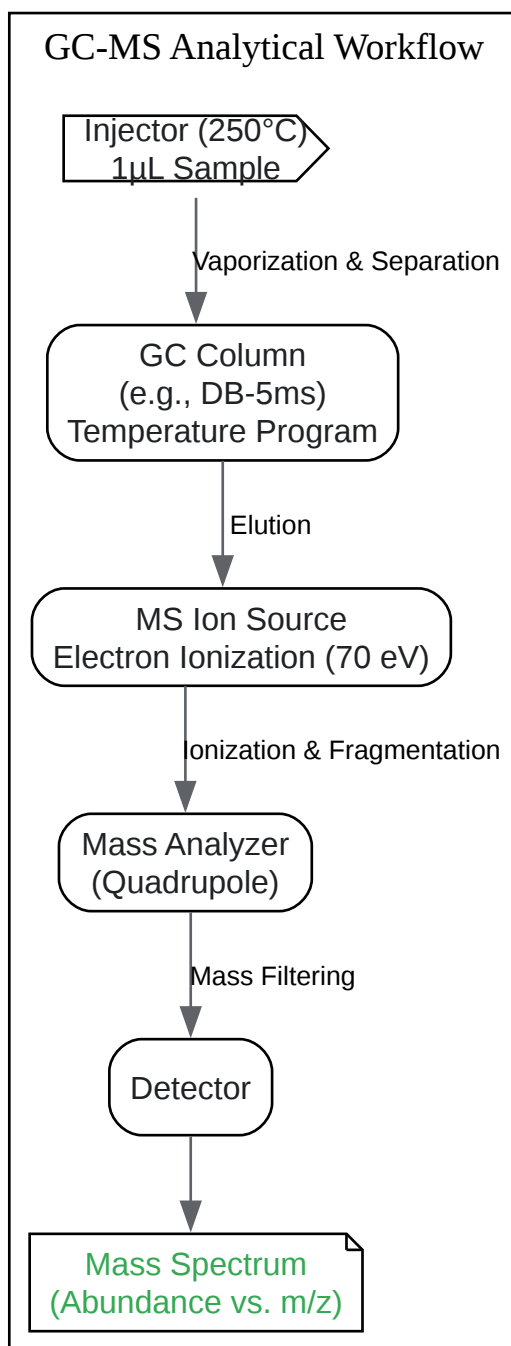 GC-MS Analytical Workflow
Injector (250°C)
1µL Sample
Vaporization & Separation
GC Column
(e.g., DB-5ms)
Temperature Program
Elution
MS Ion Source
Electron Ionization (70 eV)
Ionization & Fragmentation
Mass Analyzer
(Quadrupole)
Mass Filtering
Detector
Mass Spectrum
(Abundance vs. m/z)